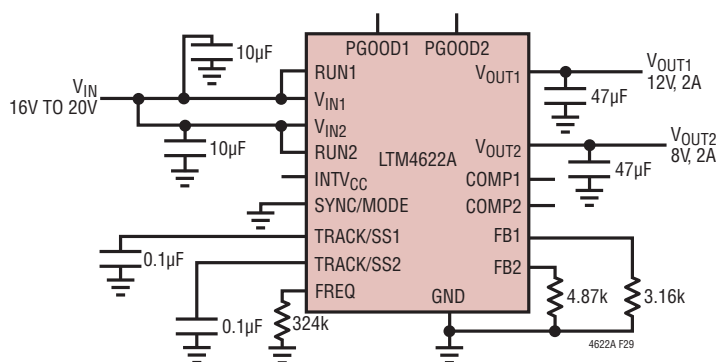 PGOOD1 PGOOD2
10µF
RUN1
VIN
16V TO 20V
VIN1
VIN2
10µF
RUN2
INTVCC
SYNC/MODE
TRACK/SS1
0.1µF
TRACK/SS2
FREQ
0.1µF
324k
LTM4622A
GND
VOUT1
47µF
VOUT1
12V, 2A
VOUT2
47µF
VOUT2
8V, 2A
COMP1
COMP2
FB1
FB2
4.87k
3.16k
4622A F29